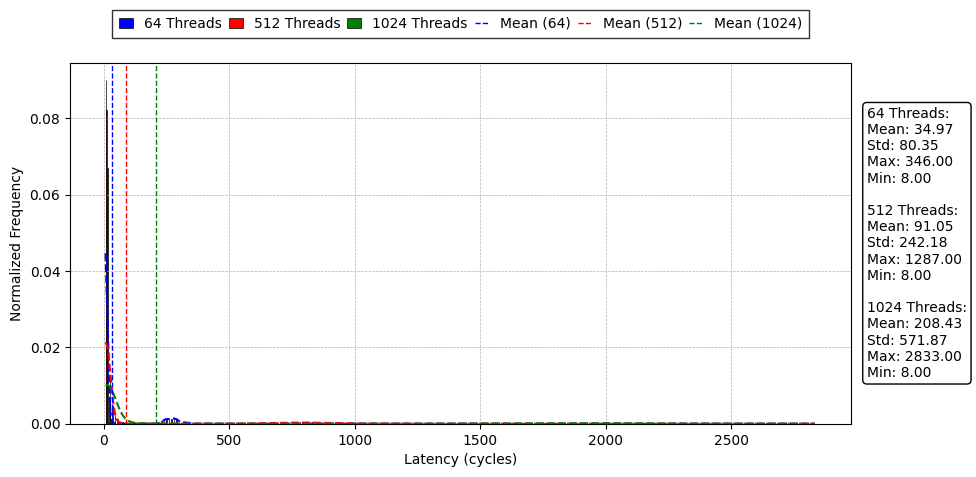 64 Threads 512 Threads 1024 Threads Mean (64) Mean (512) Mean (1024)
0.08
0.06
0.04
0.02
0.00
Normalized Frequency
0 500 1000 1500 2000 2500
Latency (cycles)
64 Threads:
Mean: 34.97
Std: 80.35
Max: 346.00
Min: 8.00
512 Threads:
Mean: 91.05
Std: 242.18
Max: 1287.00
Min: 8.00
1024 Threads:
Mean: 208.43
Std: 571.87
Max: 2833.00
Min: 8.00